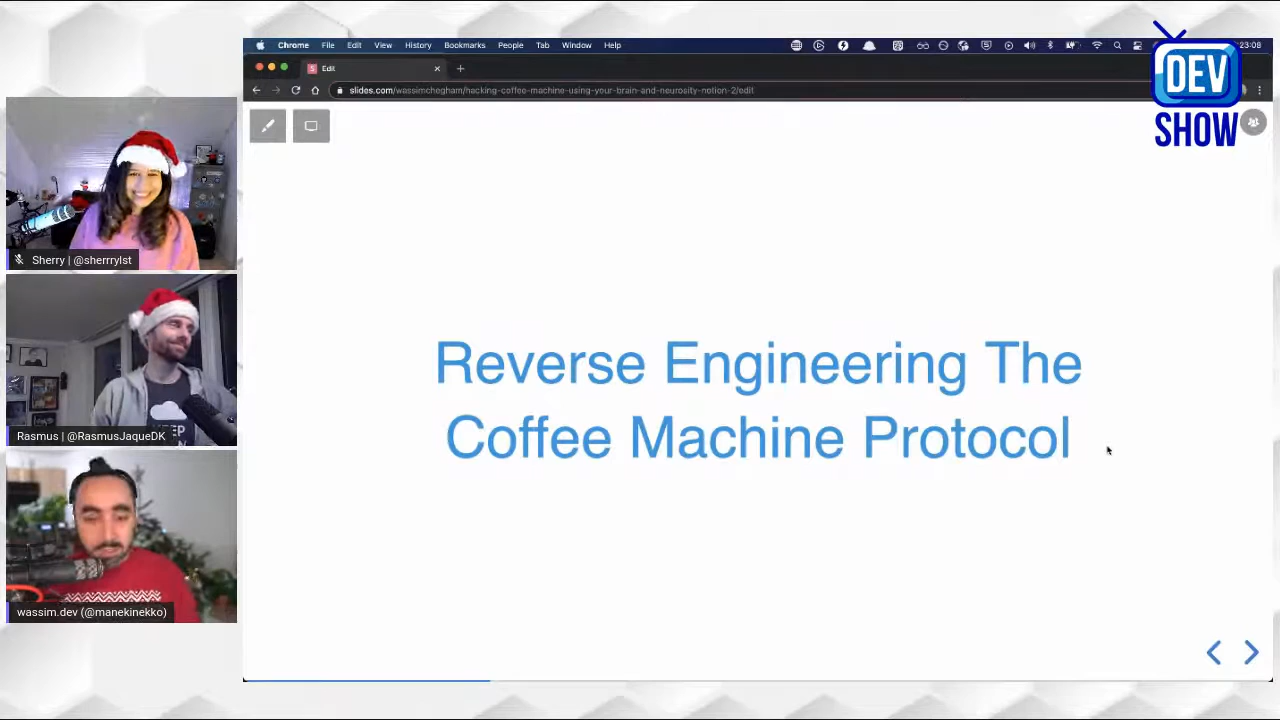 Chrome File Edit View History Bookmarks People Tab Window Help
23:08
Edit
slides.com/wassimchegham/hacking-coffee-machine-using-your-brain-and-neurosity-notion-2/edit
DEV
SHOW
Sherry | @sherrrylst
Rasmus | @RasmusJaqueDK
wassim.dev (@manekinekko)
Reverse Engineering The
Coffee Machine Protocol